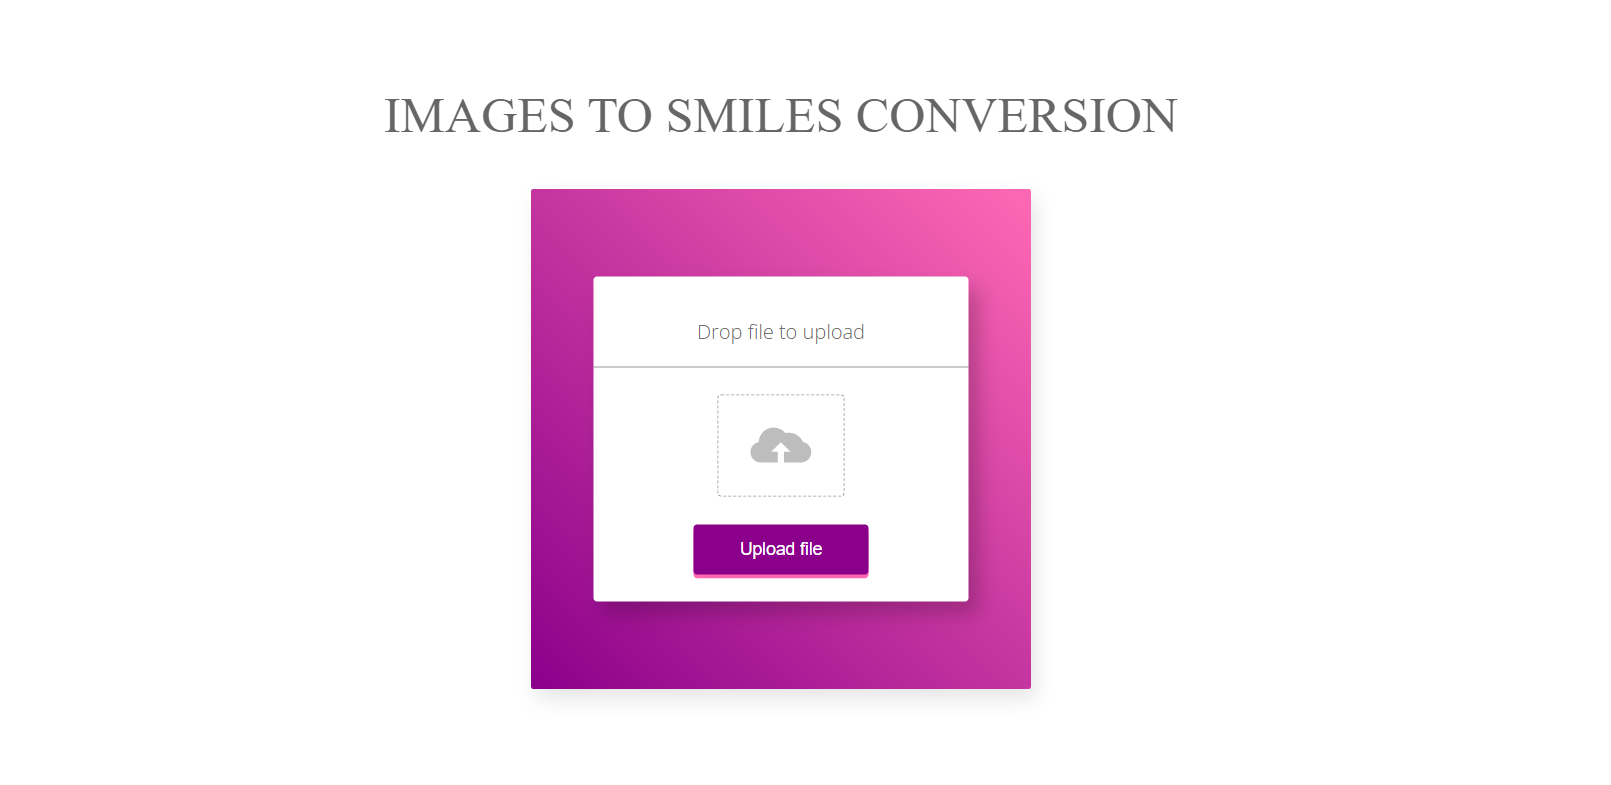 IMAGES TO SMILES CONVERSION
Drop file to upload
Upload file